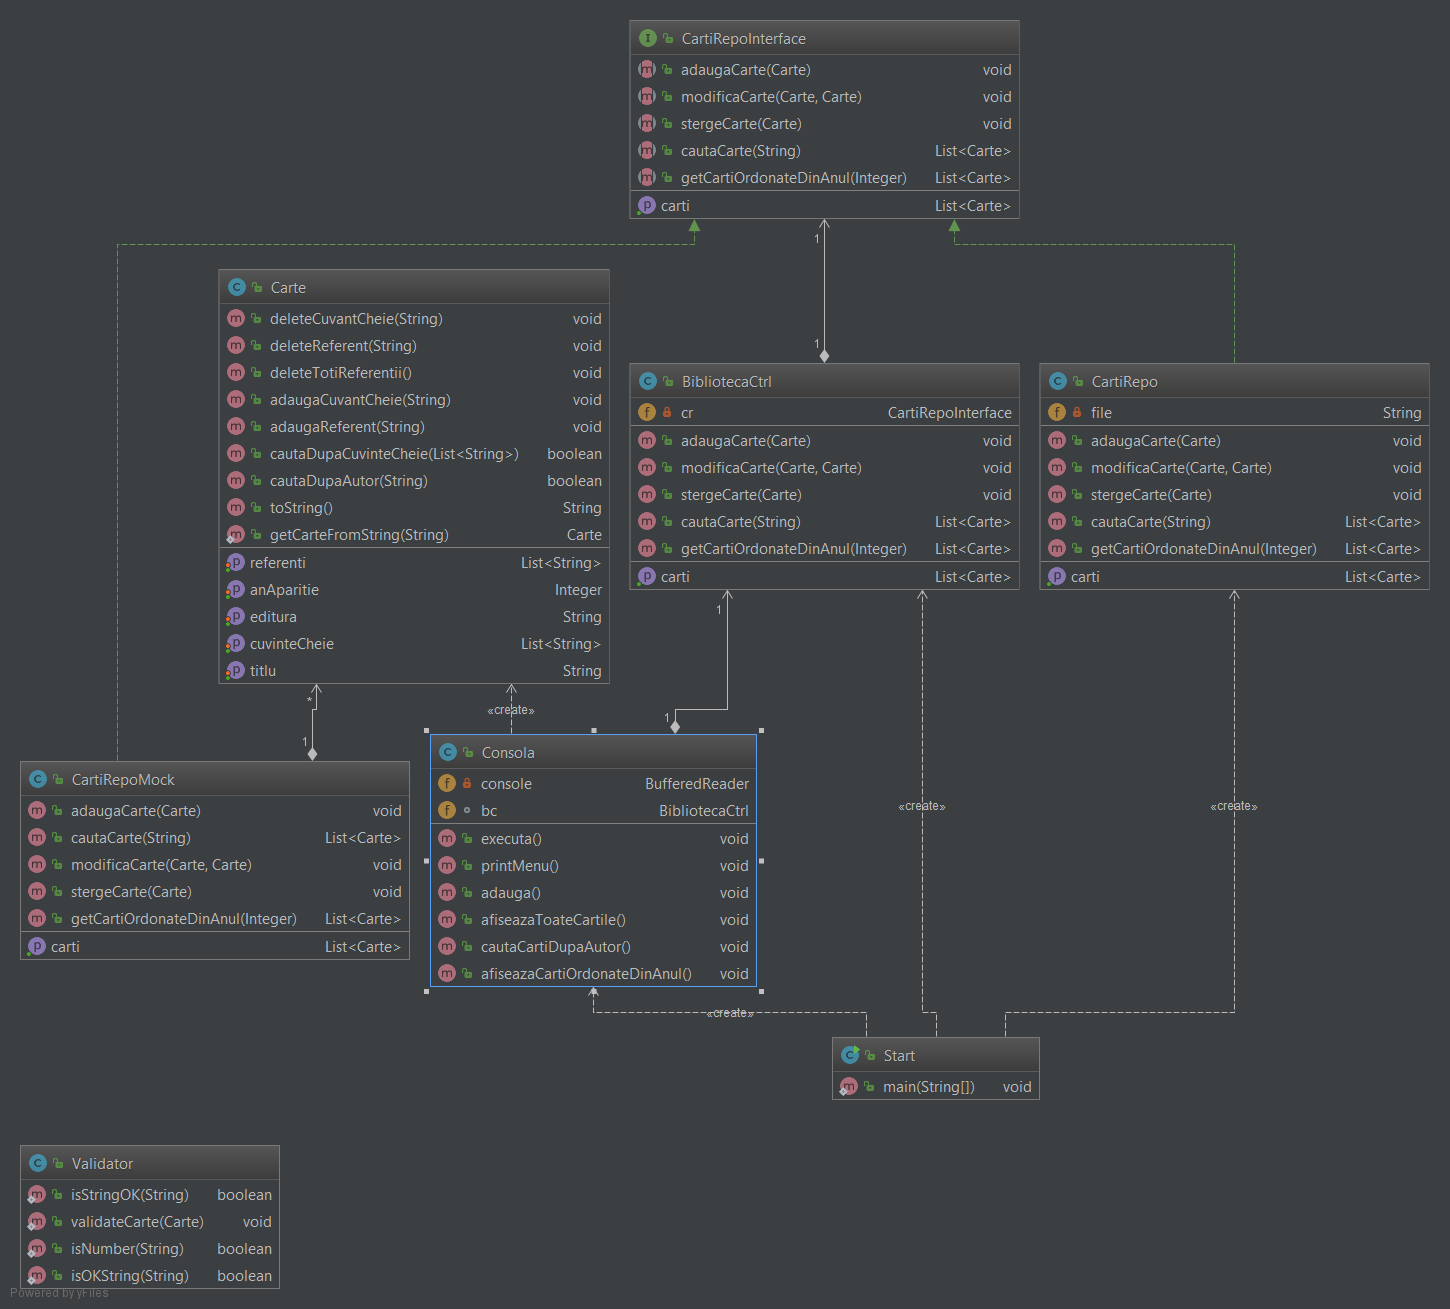 CartiRepoInterface
adaugaCarte(Carte) void
modificaCarte(Carte, Carte) void
stergeCarte(Carte) void
cautaCarte(String) List<Carte>
getCartiOrdonateDinAnul(Integer) List<Carte>
carti List<Carte>
1
1
Carte
deleteCuvantCheie(String) void
deleteReferent(String) void
deleteTotiReferentii() void
adaugaCuvantCheie(String) void
adaugaReferent(String) void
cautaDupaCuvinteCheie(List<String>) boolean
cautaDupaAutor(String) boolean
toString() String
getCarteFromString(String) Carte
referenti List<String>
anAparitie Integer
editura String
cuvinteCheie List<String>
titlu String
BibliotecaCtrl
cr CartiRepoInterface
adaugaCarte(Carte) void
modificaCarte(Carte, Carte) void
stergeCarte(Carte) void
cautaCarte(String) List<Carte>
getCartiOrdonateDinAnul(Integer) List<Carte>
carti List<Carte>
CartiRepo
file String
adaugaCarte(Carte) void
modificaCarte(Carte, Carte) void
stergeCarte(Carte) void
cautaCarte(String) List<Carte>
getCartiOrdonateDinAnul(Integer) List<Carte>
carti List<Carte>
*
1
«create»
1
1
CartiRepoMock
adaugaCarte(Carte) void
cautaCarte(String) List<Carte>
modificaCarte(Carte, Carte) void
stergeCarte(Carte) void
getCartiOrdonateDinAnul(Integer) List<Carte>
carti List<Carte>
Consola
console BufferedReader
bc BibliotecaCtrl
executa() void
printMenu() void
adauga() void
afiseazaToateCartile() void
cautaCartiDupaAutor() void
afiseazaCartiOrdonateDinAnul() void
«create»
«create»
«create»
Start
main(String[]) void
Validator
isStringOK(String) boolean
validateCarte(Carte) void
isNumber(String) boolean
isOKString(String) boolean
Powered by yFiles